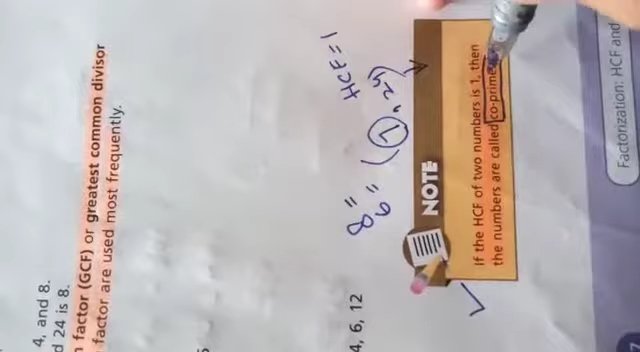 4, and 8.
24 is 8.
factor (GCF) or greatest common divisor
factor are used most frequently.
4, 6, 12
HCF = 1
NOTE
If the HCF of two numbers is 1, then
the numbers are called co-prime
Factorization: HCF and